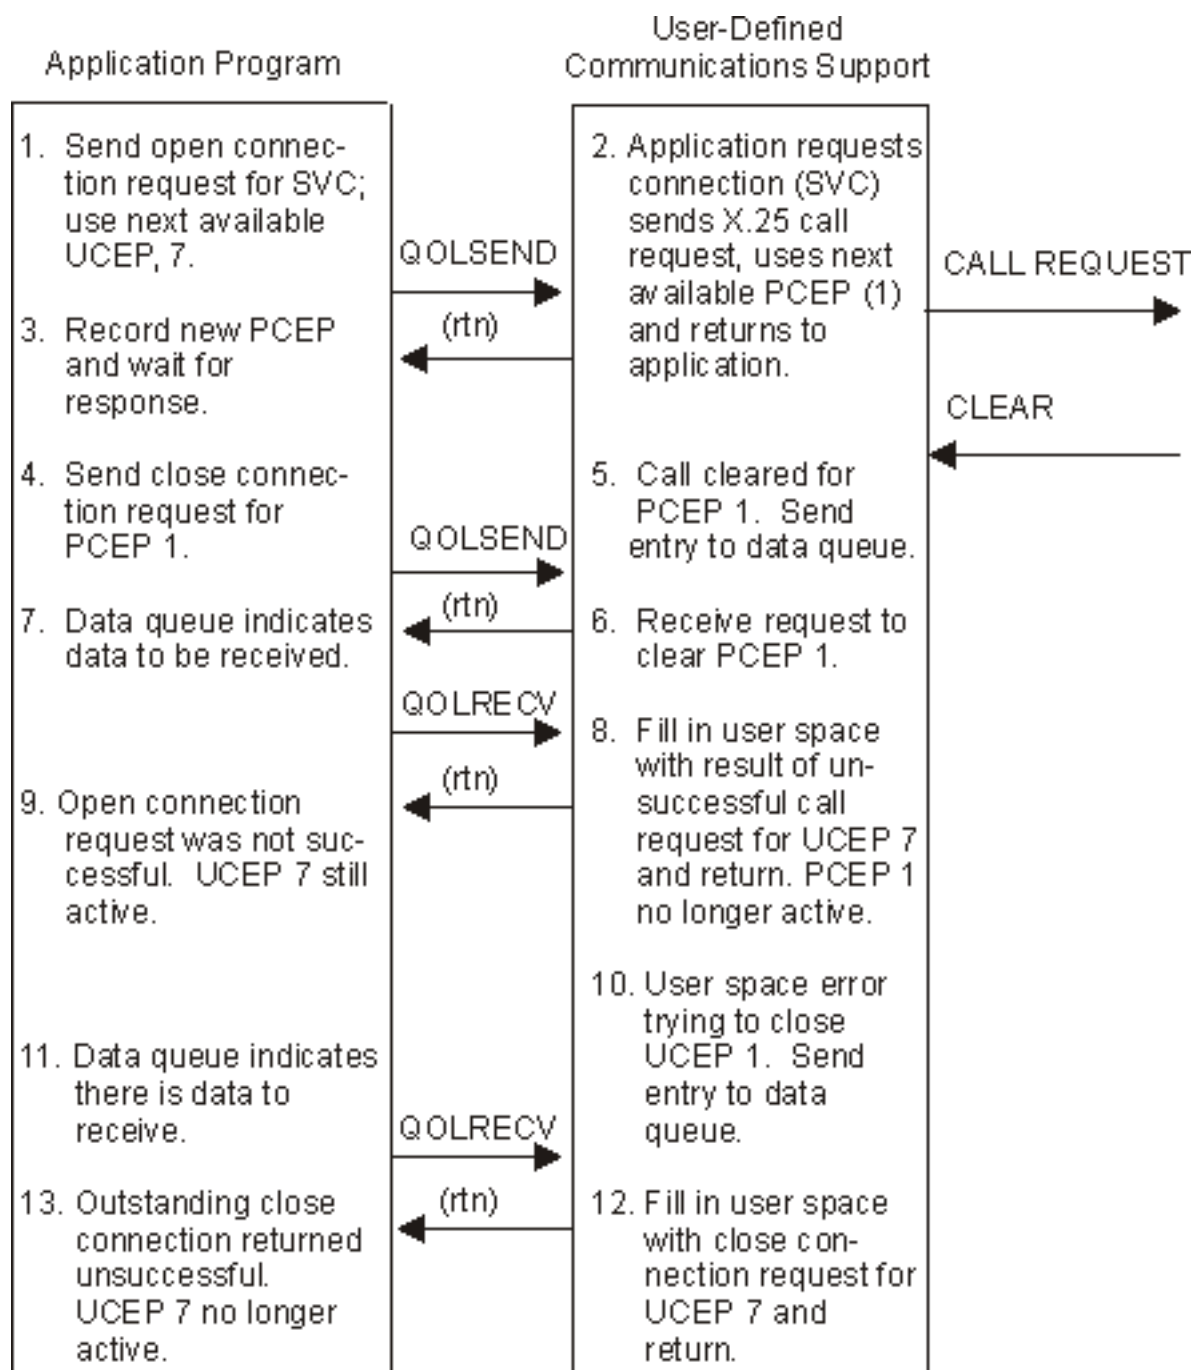 Application Program
User-Defined
Communications Support
1. Send open connec-
tion request for SVC;
use next available
UCEP, 7.
QOLSEND
2. Application requests
connection (SVC)
sends X.25 call
request, uses next
available PCEP (1)
and returns to
application.
CALL REQUEST
(rtn)
3. Record new PCEP
and wait for
response.
CLEAR
4. Send close connec-
tion request for
PCEP 1.
QOLSEND
5. Call cleared for
PCEP 1. Send
entry to data queue.
(rtn)
6. Receive request to
clear PCEP 1.
7. Data queue indicates
data to be received.
QOLRECV
8. Fill in user space
with result of un-
successful call
request for UCEP 7
and return. PCEP 1
no longer active.
(rtn)
9. Open connection
request was not suc-
cessful. UCEP 7 still
active.
10. User space error
trying to close
UCEP 1. Send
entry to data
queue.
11. Data queue indicates
there is data to
receive.
QOLRECV
(rtn)
12. Fill in user space
with close con-
nection request for
UCEP 7 and
return.
13. Outstanding close
connection returned
unsuccessful.
UCEP 7 no longer
active.